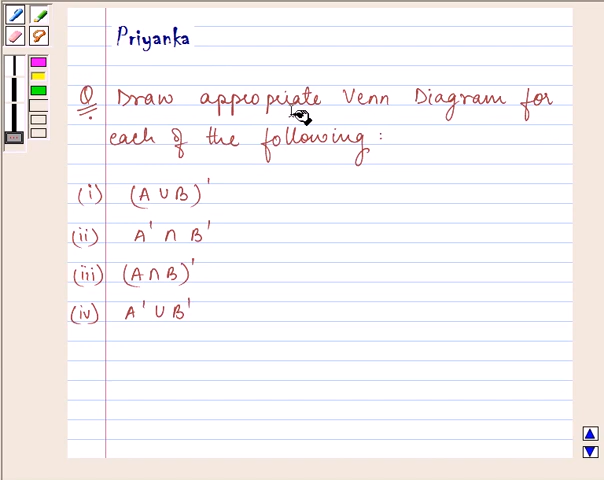 Priyanka
Q Draw appropriate Venn Diagram for
each of the following :
(i) (A ∪ B)'
(ii) A' ∩ B'
(iii) (A ∩ B)'
(iv) A' ∪ B'